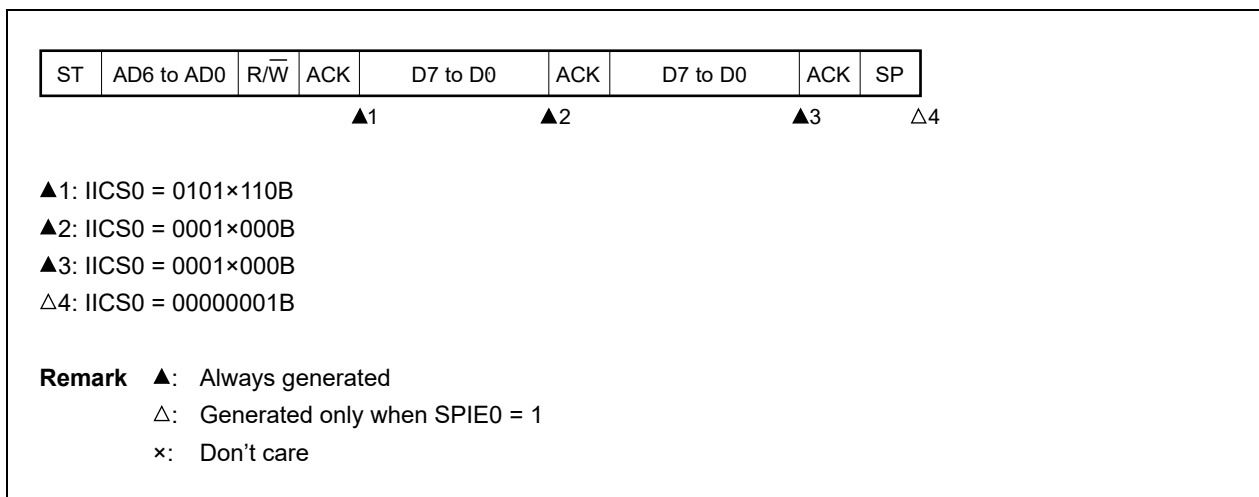 ST AD6 to AD0 R/W̅ ACK D7 to D0 ACK D7 to D0 ACK SP
▲1 ▲2 ▲3 △4
▲1: IICS0 = 0101×110B
▲2: IICS0 = 0001×000B
▲3: IICS0 = 0001×000B
△4: IICS0 = 00000001B
Remark ▲: Always generated
△: Generated only when SPIE0 = 1
×: Don’t care